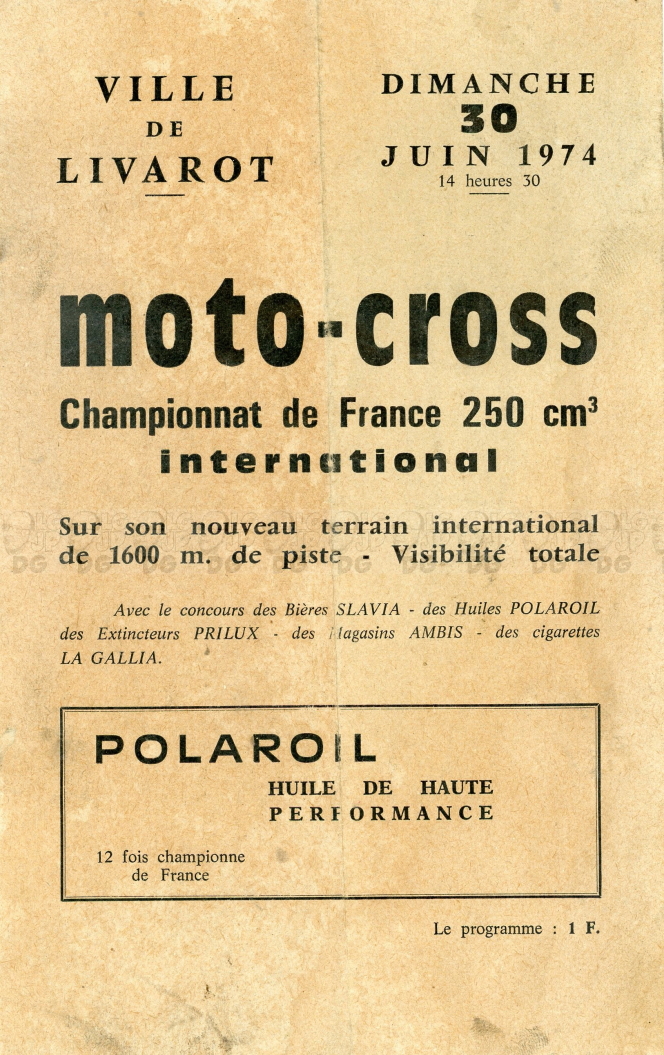 VILLE
DE
LIVAROT
DIMANCHE
30
JUIN 1974
14 heures 30
moto-cross
Championnat de France 250 cm³
international
Sur son nouveau terrain international
de 1600 m. de piste - Visibilité totale
Avec le concours des Bières SLAVIA - des Huiles POLAROIL
des Extincteurs PRILUX - des Magasins AMBIS - des cigarettes
LA GALLIA.
POLAROIL
HUILE DE HAUTE
PERFORMANCE
12 fois championne
de France
Le programme : 1 F.